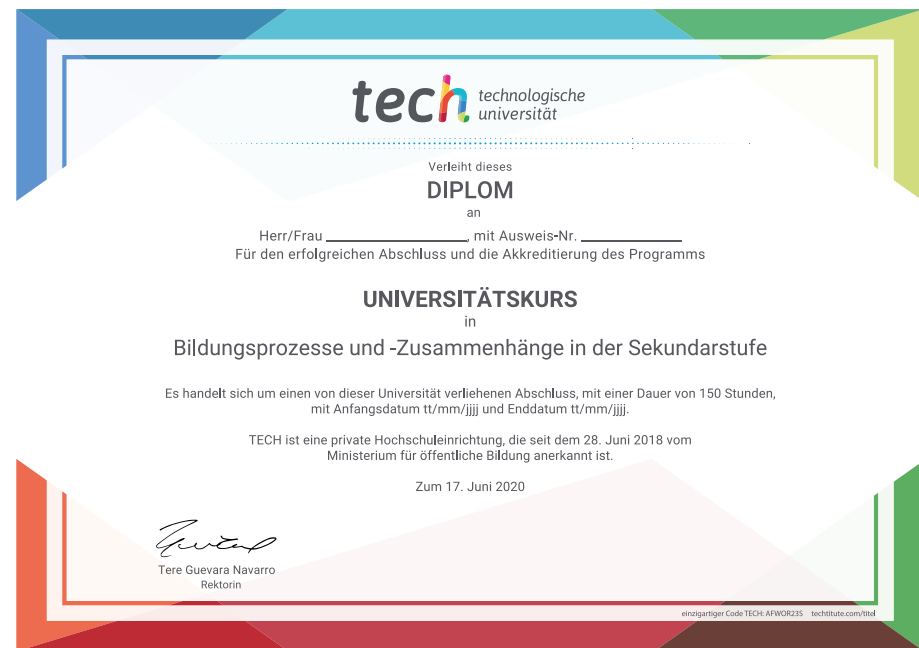 tech technologische
universität
Verleiht dieses
DIPLOM
an
Herr/Frau ____________, mit Ausweis-Nr. ____________
Für den erfolgreichen Abschluss und die Akkreditierung des Programms
UNIVERSITÄTSKURS
in
Bildungsprozesse und -Zusammenhänge in der Sekundarstufe
Es handelt sich um einen von dieser Universität verliehenen Abschluss, mit einer Dauer von 150 Stunden,
mit Anfangsdatum tt/mm/jjjj und Enddatum tt/mm/jjjj.
TECH ist eine private Hochschuleinrichtung, die seit dem 28. Juni 2018 vom
Ministerium für öffentliche Bildung anerkannt ist.
Zum 17. Juni 2020
Tere Guevara Navarro
Rektorin
einzigartiger Code TECH: AFWOR23S techtitute.com/titel